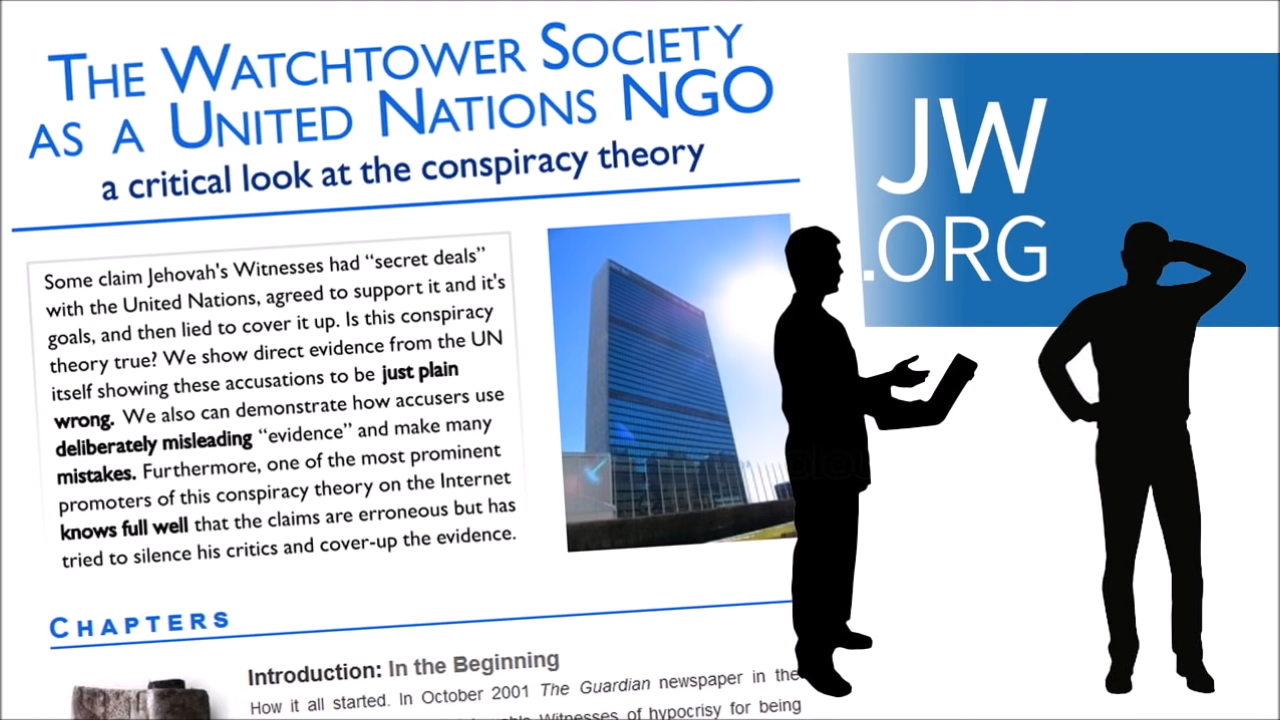 THE WATCHTOWER SOCIETY
AS A UNITED NATIONS NGO
a critical look at the conspiracy theory
Some claim Jehovah's Witnesses had “secret deals”
with the United Nations, agreed to support it and it's
goals, and then lied to cover it up. Is this conspiracy
theory true? We show direct evidence from the UN
itself showing these accusations to be just plain
wrong. We also can demonstrate how accusers use
deliberately misleading “evidence” and make many
mistakes. Furthermore, one of the most prominent
promoters of this conspiracy theory on the Internet
knows full well that the claims are erroneous but has
tried to silence his critics and cover-up the evidence.
JW
.ORG
CHAPTERS
Introduction: In the Beginning
How it all started. In October 2001 The Guardian newspaper in the
Witnesses of hypocrisy for being